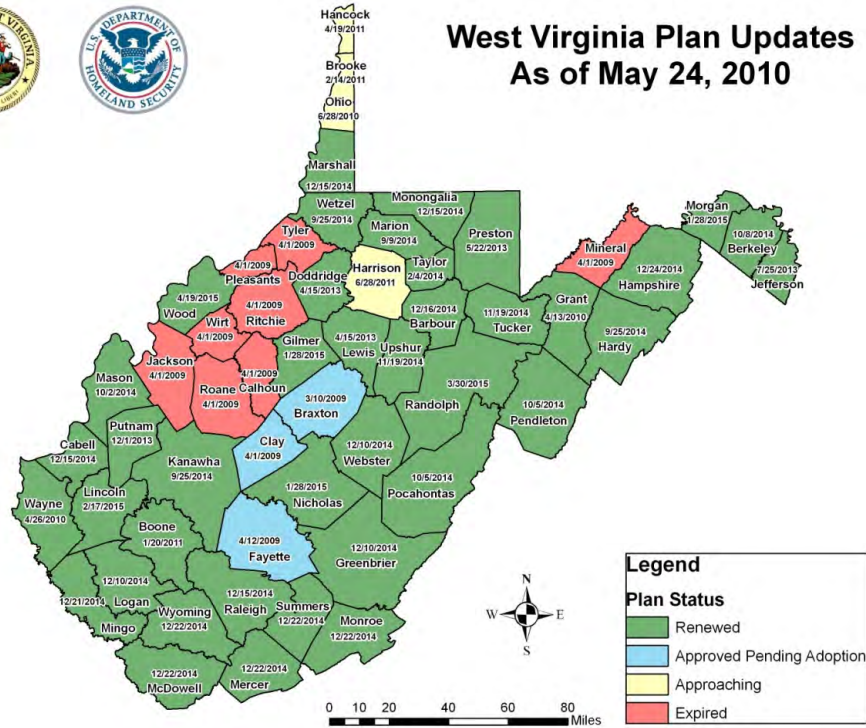 West Virginia Plan Updates
As of May 24, 2010
VIRGINIA
U.S. DEPARTMENT OF
HOMELAND SECURITY
Hancock
4/19/2011
Brooke
2/14/2011
Ohio
6/28/2010
Marshall
12/15/2014
Wetzel
9/25/2014
Monongalia
12/15/2014
Marion
9/9/2014
Preston
5/22/2013
Tyler
4/1/2009
4/1/2009
Pleasants
Doddridge
4/15/2013
Harrison
6/28/2011
Taylor
2/4/2014
Mineral
4/1/2009
Morgan
1/28/2015
10/8/2014
Berkeley
7/25/2013
Jefferson
12/24/2014
Hampshire
4/19/2015
Wood
4/1/2009
Ritchie
Wirt
4/1/2009
12/16/2014
Barbour
11/19/2014
Tucker
Grant
4/13/2010
9/25/2014
Hardy
Gilmer
1/28/2015
4/15/2013
Lewis
Upshur
11/19/2014
Jackson
4/1/2009
Roane
4/1/2009
4/1/2009
Calhoun
3/30/2015
Randolph
10/5/2014
Pendleton
Mason
10/2/2014
3/10/2009
Braxton
Putnam
12/1/2013
Clay
4/1/2009
12/10/2014
Webster
Cabell
12/15/2014
Kanawha
9/25/2014
1/28/2015
Nicholas
10/5/2014
Pocahontas
Wayne
4/26/2010
Lincoln
2/17/2015
Boone
1/20/2011
4/12/2009
Fayette
12/10/2014
Greenbrier
12/10/2014
Logan
12/21/2014
Mingo
Wyoming
12/22/2014
12/15/2014
Raleigh
Summers
12/22/2014
Monroe
12/22/2014
12/22/2014
McDowell
12/22/2014
Mercer
N
W E
S
0 10 20 40 60 80
Miles
Legend
Plan Status
Renewed
Approved Pending Adoption
Approaching
Expired